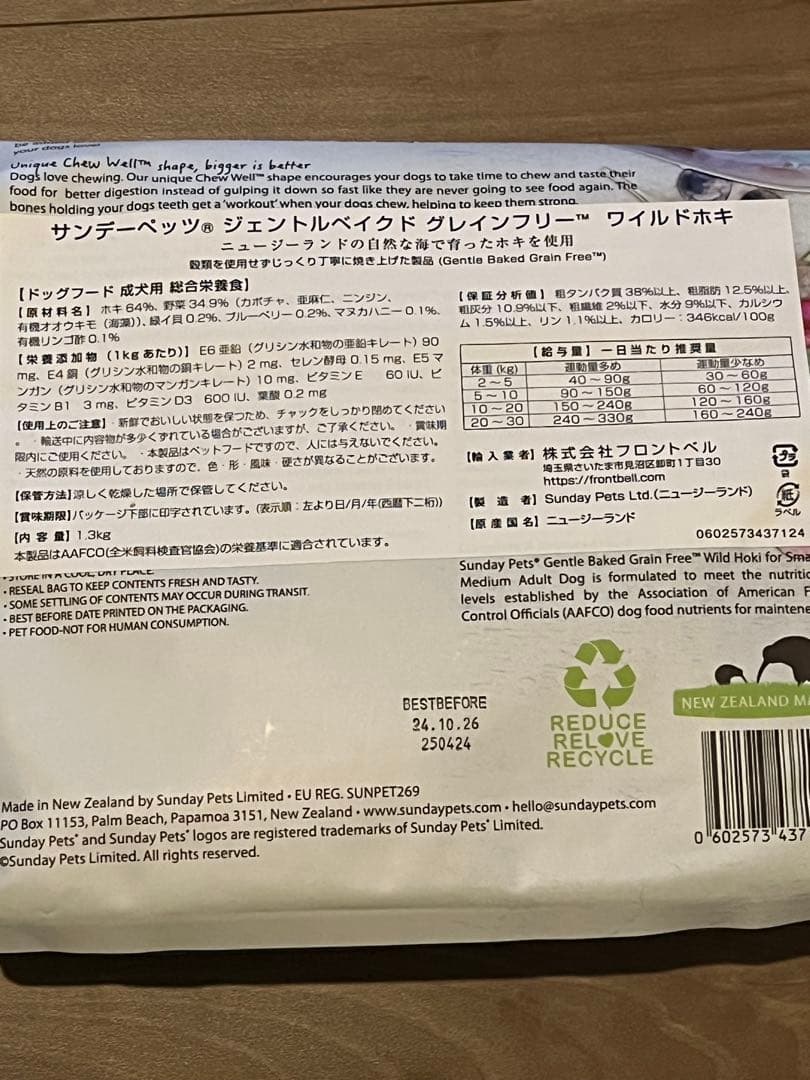 your dogs love!
Unique Chew Well™ shape, bigger is better
Dogs love chewing. Our unique Chew Well™ shape encourages your dogs to take time to chew and taste their
food for better digestion instead of gulping it down so fast like they are never going to see food again. The
bones holding your dogs teeth get a 'workout' when your dogs chew, helping to keep them strong.
サンデーペッツ® ジェントルベイクド グレインフリー™ ワイルドホキ
ニュージーランドの自然な海で育ったホキを使用
穀類を使用せずじっくり丁寧に焼き上げた製品 (Gentle Baked Grain Free™)
【ドッグフード 成犬用 総合栄養食】
【原材料名】 ホキ 64%、野菜 34.9% (カボチャ、亜麻仁、ニンジン、
有機オオウキモ (海藻))、緑イ貝 0.2%、ブルーベリー 0.2%、マヌカハニー 0.1%、
有機リンゴ酢 0.1%
【栄養添加物 (1kg あたり)】 E6 亜鉛 (グリシン水和物の亜鉛キレート) 90
mg、E4 銅 (グリシン水和物の銅キレート) 2 mg、セレン酵母 0.15 mg、E5 マ
ンガン (グリシン水和物のマンガンキレート) 10 mg、ビタミン E 60 IU、ビ
タミン B1 3 mg、ビタミン D3 600 IU、葉酸 0.2 mg
【使用上のご注意】・新鮮でおいしい状態を保つため、チャックをしっかり閉めてください
。・輸送中に内容物が多少くずれている場合がございますが、ご了承ください。・賞味期
限内にご使用ください。・本製品はペットフードですので、人には与えないでください。
・天然の原料を使用しておりますので、色・形・風味・硬さが異なることがございます。
【保管方法】涼しく乾燥した場所で保管してください。
【賞味期限】パッケージ下部に印字されています。(表示順：左より日/月/年(西暦下二桁))
【内 容 量】1.3kg
本製品はAAFCO(全米飼料検査官協会)の栄養基準に適合されています。
【保証分析値】 粗タンパク質 38%以上、粗脂肪 12.5%以上、
粗灰分 10.9%以下、粗繊維 2%以下、水分 9%以下、カルシウ
ム 1.5%以上、リン 1.1%以上、カロリー：346kcal/100g
【給与量】一日当たり推奨量
体重 (kg) 運動量多め 運動量少なめ
2～5 40～90g 30～60g
5～10 90～150g 60～120g
10～20 150～240g 120～160g
20～30 240～330g 160～240g
【輸入業者】 株式会社フロントベル
埼玉県さいたま市見沼区卸町1丁目30
https://frontbell.com
【製 造 者】 Sunday Pets Ltd.(ニュージーランド)
【原産国名】 ニュージーランド
プラ
袋
紙
ラベル
0602573437124
• STORE IN A COOL, DRY PLACE.
• RESEAL BAG TO KEEP CONTENTS FRESH AND TASTY.
• SOME SETTLING OF CONTENTS MAY OCCUR DURING TRANSIT.
• BEST BEFORE DATE PRINTED ON THE PACKAGING.
• PET FOOD-NOT FOR HUMAN CONSUMPTION.
Sunday Pets® Gentle Baked Grain Free™ Wild Hoki for Sma
Medium Adult Dog is formulated to meet the nutritio
levels established by the Association of American F
Control Officials (AAFCO) dog food nutrients for maintene
BESTBEFORE
24.10.26
250424
REDUCE
RELOVE
RECYCLE
NEW ZEALAND MA
Made in New Zealand by Sunday Pets Limited • EU REG. SUNPET269
PO Box 11153, Palm Beach, Papamoa 3151, New Zealand • www.sundaypets.com • hello@sundaypets.com
Sunday Pets® and Sunday Pets® logos are registered trademarks of Sunday Pets® Limited.
©Sunday Pets Limited. All rights reserved.
0 602573 437